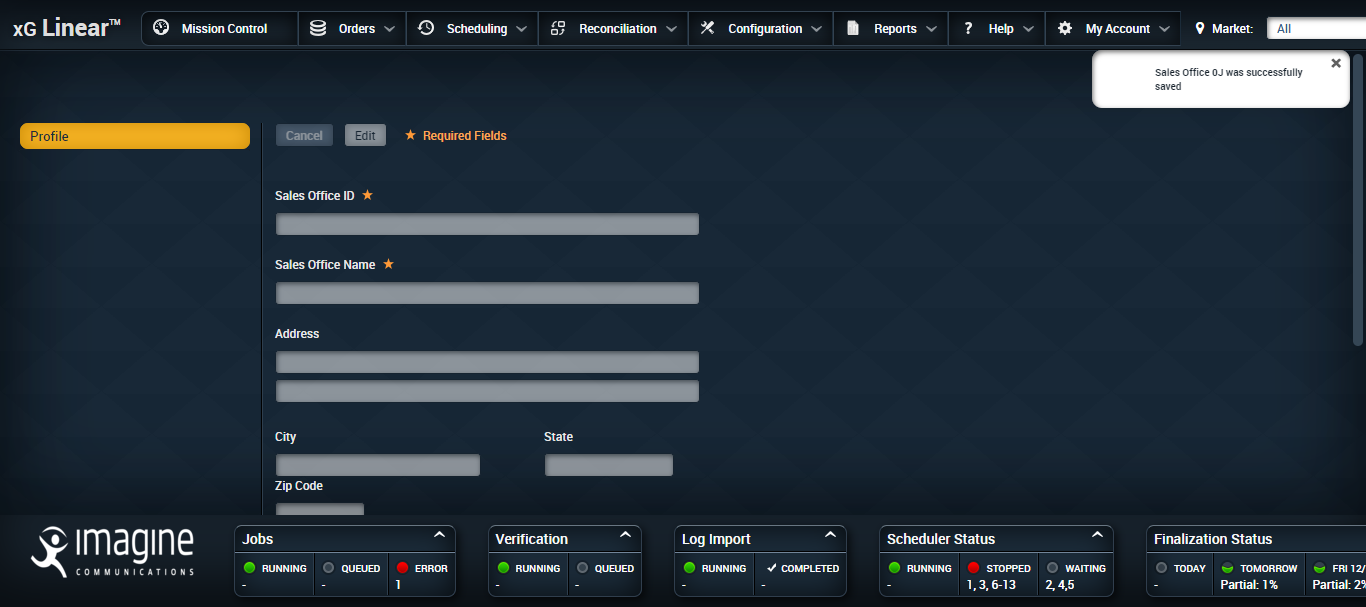 xG Linear™
Mission Control
Orders
Scheduling
Reconciliation
Configuration
Reports
? Help
My Account
Market:
All
Sales Office 0J was successfully
saved
Profile
Cancel
Edit
★ Required Fields
Sales Office ID ★
Sales Office Name ★
Address
City
State
Zip Code
imagine
COMMUNICATIONS
Jobs
RUNNING
QUEUED
ERROR
-
-
1
Verification
RUNNING
QUEUED
-
-
Log Import
RUNNING
COMPLETED
-
-
Scheduler Status
RUNNING
STOPPED
WAITING
-
1, 3, 6-13
2, 4,5
Finalization Status
TODAY
TOMORROW
FRI 12/
-
Partial: 1%
Partial: 2%